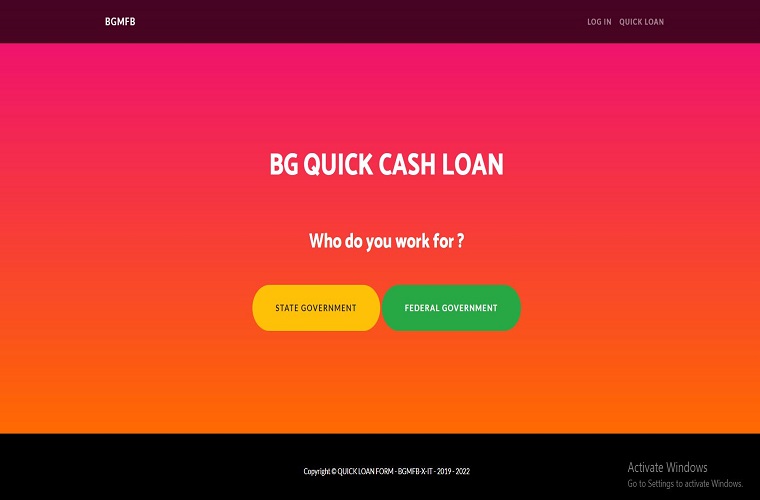 BGMFB
LOG IN QUICK LOAN
BG QUICK CASH LOAN
Who do you work for ?
STATE GOVERNMENT
FEDERAL GOVERNMENT
Copyright © QUICK LOAN FORM - BGMFB-X-IT - 2019 - 2022
Activate Windows
Go to Settings to activate Windows.